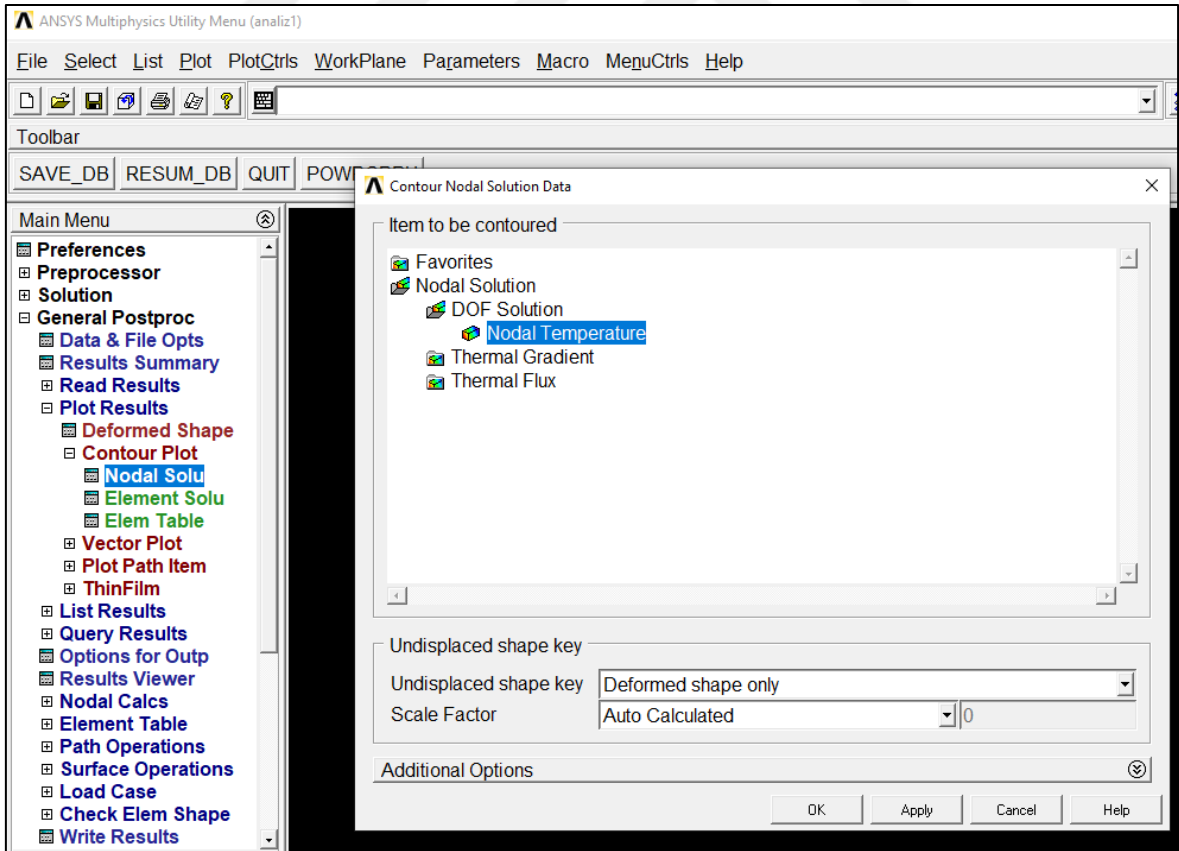 ANSYS Multiphysics Utility Menu (analiz1)
File Select List Plot PlotCtrls WorkPlane Parameters Macro MenuCtrls Help
Toolbar
SAVE_DB RESUM_DB QUIT
Main Menu
Preferences
Preprocessor
Solution
General Postproc
Data & File Opts
Results Summary
Read Results
Plot Results
Deformed Shape
Contour Plot
Nodal Solu
Element Solu
Elem Table
Vector Plot
Plot Path Item
ThinFilm
List Results
Query Results
Options for Outp
Results Viewer
Nodal Calcs
Element Table
Path Operations
Surface Operations
Load Case
Check Elem Shape
Write Results
Contour Nodal Solution Data
Item to be contoured
Favorites
Nodal Solution
DOF Solution
Nodal Temperature
Thermal Gradient
Thermal Flux
Undisplaced shape key
Undisplaced shape key Deformed shape only
Scale Factor Auto Calculated 0
Additional Options
OK Apply Cancel Help